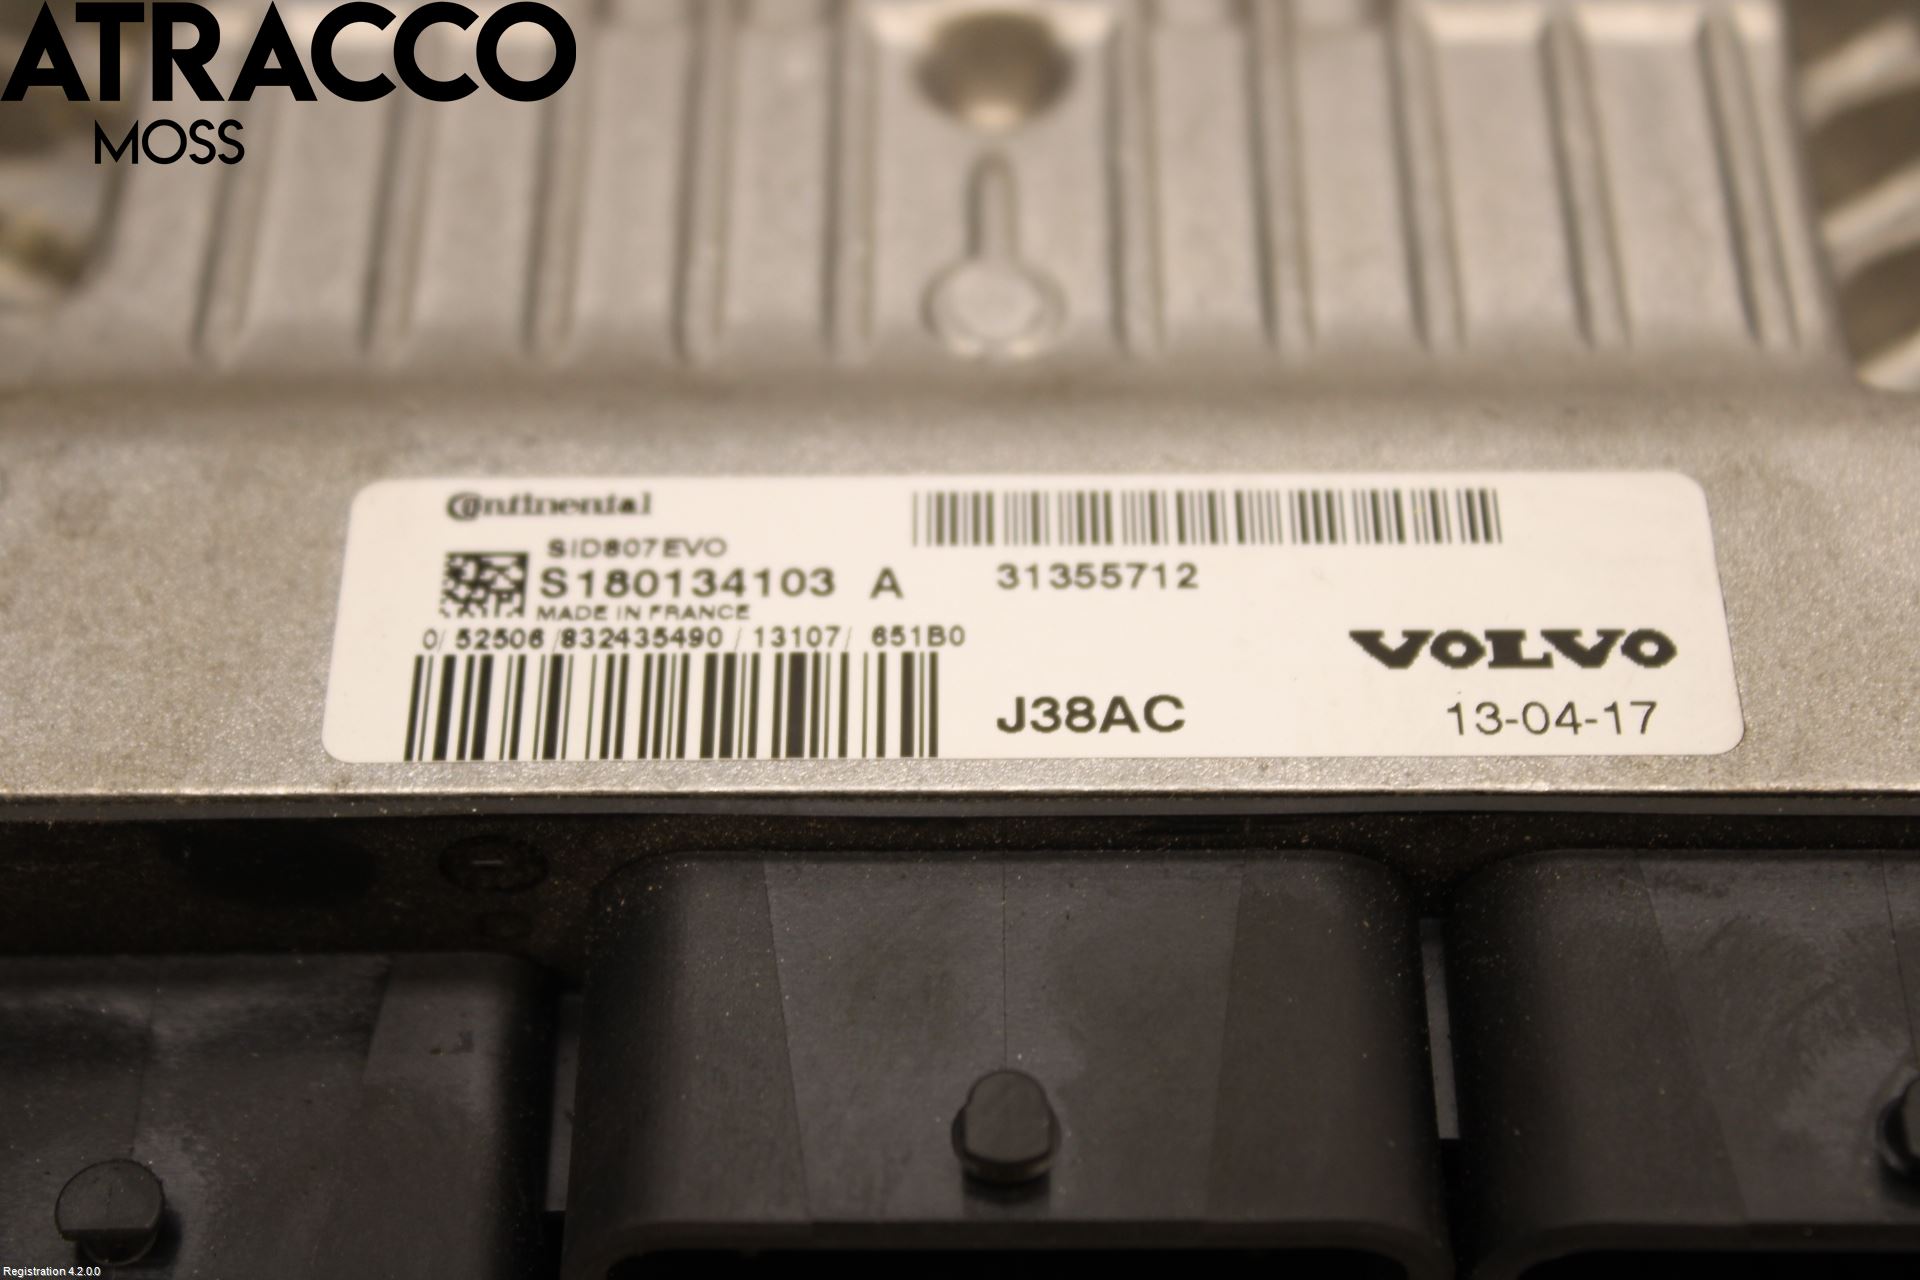 ATRACCO
MOSS
Continental
SID807EVO
S180134103 A
MADE IN FRANCE
0/ 52506 /832435490 / 13107/ 651B0
31355712
VOLVO
J38AC
13-04-17
Registration 4.2.0.0